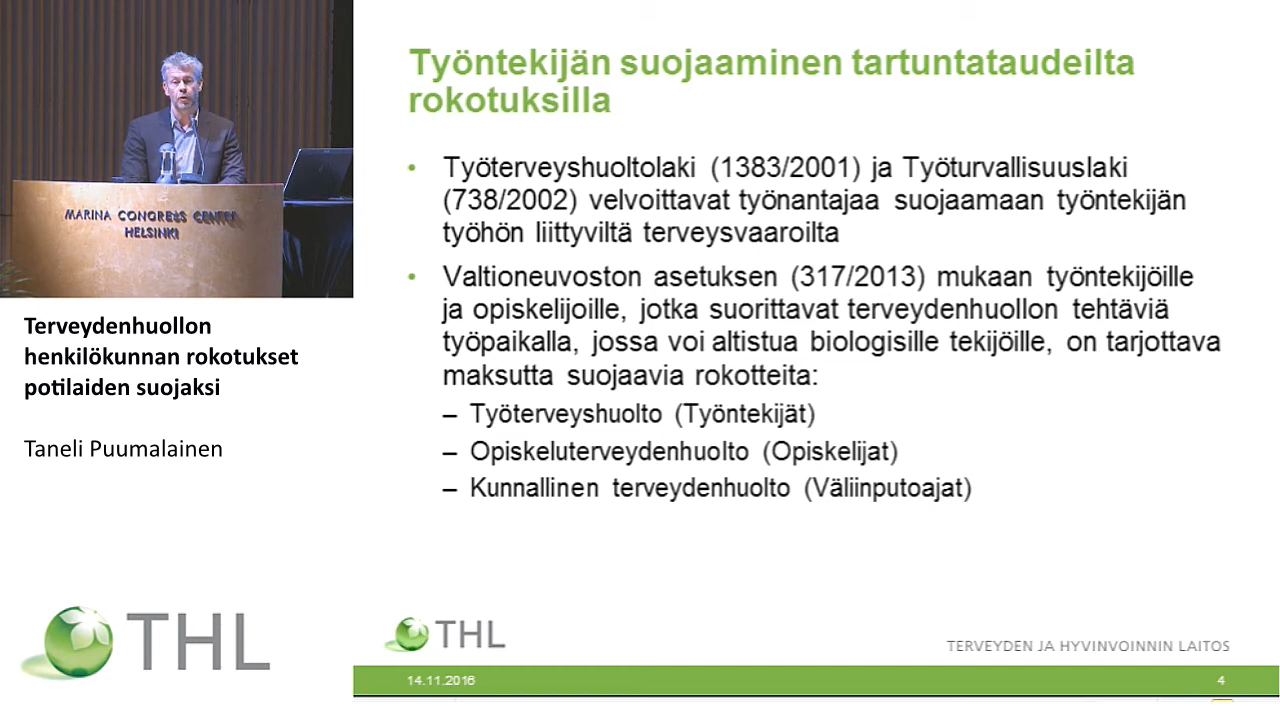 MARINA CONGRESS CENTER
HELSINKI
Terveydenhuollon
henkilökunnan rokotukset
potilaiden suojaksi
Taneli Puumalainen
THL
Työntekijän suojaaminen tartuntataudeilta
rokotuksilla
• Työterveyshuoltolaki (1383/2001) ja Työturvallisuuslaki
(738/2002) velvoittavat työnantajaa suojaamaan työntekijän
työhön liittyviltä terveysvaaroilta
• Valtioneuvoston asetuksen (317/2013) mukaan työntekijöille
ja opiskelijoille, jotka suorittavat terveydenhuollon tehtäviä
työpaikalla, jossa voi altistua biologisille tekijöille, on tarjottava
maksutta suojaavia rokotteita:
– Työterveyshuolto (Työntekijät)
– Opiskeluterveydenhuolto (Opiskelijat)
– Kunnallinen terveydenhuolto (Väliinputoajat)
THL
TERVEYDEN JA HYVINVOINNIN LAITOS
14.11.2016
4